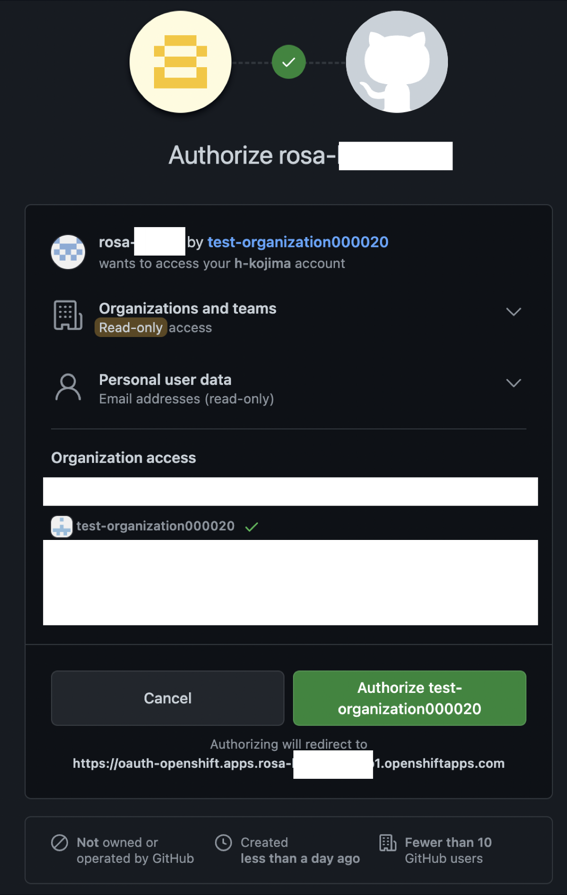 Authorize rosa-
rosa- by test-organization000020
wants to access your h-kojima account
Organizations and teams
Read-only access
Personal user data
Email addresses (read-only)
Organization access
test-organization000020
Cancel
Authorize test-
organization000020
Authorizing will redirect to
https://oauth-openshift.apps.rosa- 1.openshiftapps.com
Not owned or
operated by GitHub
Created
less than a day ago
Fewer than 10
GitHub users